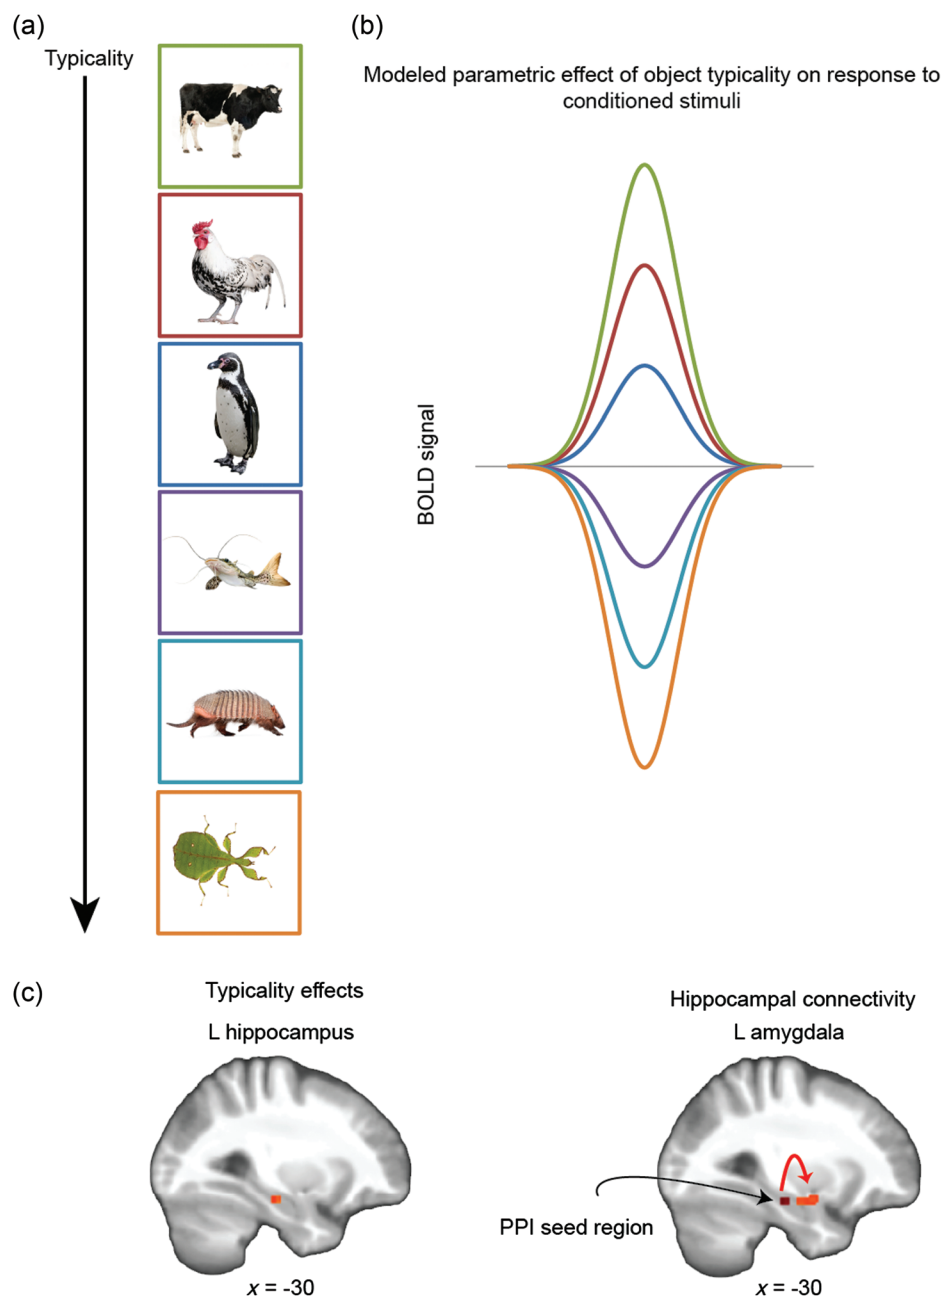 (a)
Typicality
(b)
Modeled parametric effect of object typicality on response to
conditioned stimuli
BOLD signal
(c)
Typicality effects
L hippocampus
x = -30
Hippocampal connectivity
L amygdala
PPI seed region
x = -30